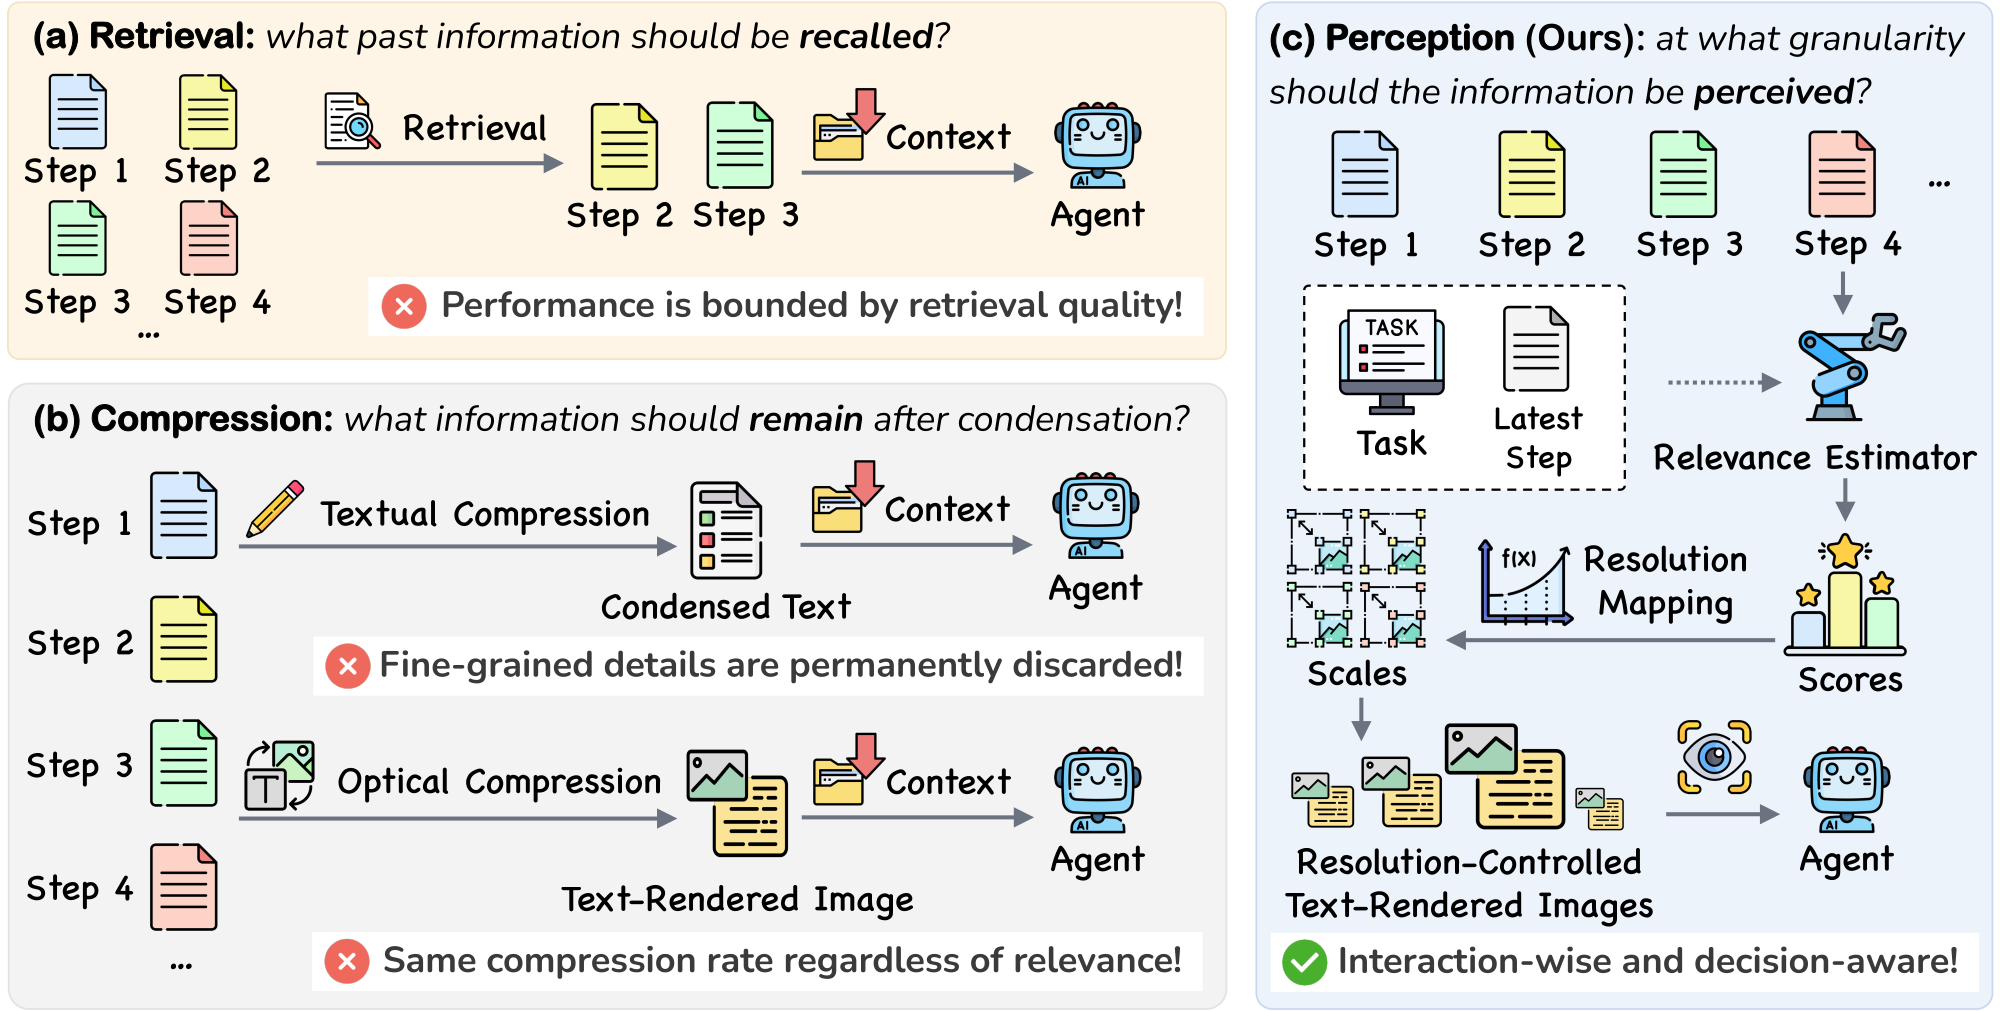 (a) Retrieval: what past information should be recalled?
Step 1
Step 2
Step 3
Step 4
...
Retrieval
Step 2
Step 3
Context
AI
Agent
Performance is bounded by retrieval quality!
(b) Compression: what information should remain after condensation?
Step 1
Step 2
Step 3
Step 4
...
Textual Compression
Condensed Text
Context
AI
Agent
Fine-grained details are permanently discarded!
T
Optical Compression
Text-Rendered Image
Context
AI
Agent
Same compression rate regardless of relevance!
(c) Perception (Ours): at what granularity
should the information be perceived?
Step 1
Step 2
Step 3
Step 4
...
TASK
Task
Latest
Step
Relevance Estimator
Scores
f(x)
Resolution
Mapping
Scales
Resolution-Controlled
Text-Rendered Images
AI
Agent
Interaction-wise and decision-aware!